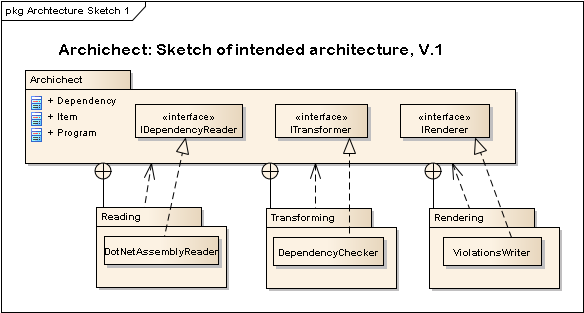 pkg Archtecture Sketch 1
Archichect: Sketch of intended architecture, V.1
Archichect
+ Dependency
+ Item
+ Program
«interface»
IDependencyReader
«interface»
ITransformer
«interface»
IRenderer
Reading
DotNetAssemblyReader
Transforming
DependencyChecker
Rendering
ViolationsWriter